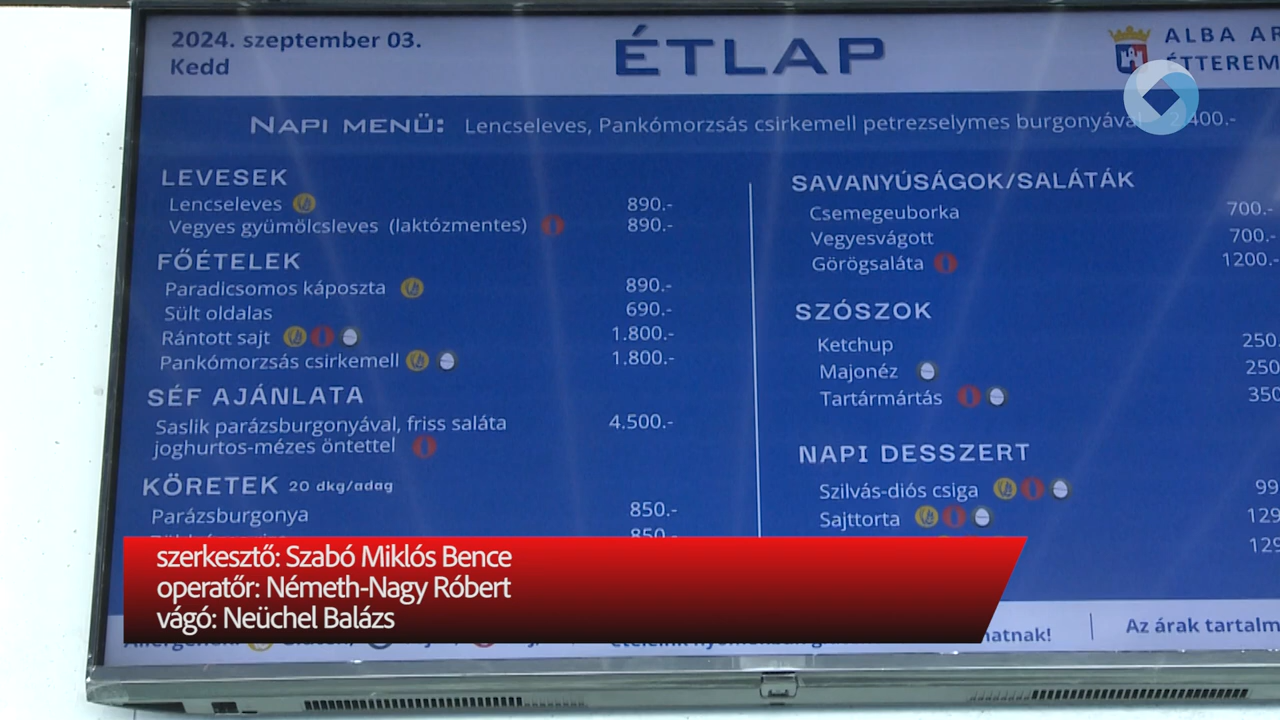 2024. szeptember 03.
Kedd
ÉTLAP
ALBA AR
ÉTTEREM
NAPI MENÜ: Lencseleves, Pankómorzsás csirkemell petrezselymes burgonyával 2.400.-
LEVESEK
Lencseleves 890.-
Vegyes gyümölcsleves (laktózmentes) 890.-
FŐÉTELEK
Paradicsomos káposzta 890.-
Sült oldalas 690.-
Rántott sajt 1.800.-
Pankómorzsás csirkemell 1.800.-
SÉF AJÁNLATA
Saslik parázsburgonyával, friss saláta 4.500.-
joghurtos-mézes öntettel
KÖRETEK 20 dkg/adag
Parázsburgonya 850.-
850.-
SAVANYÚSÁGOK/SALÁTÁK
Csemegeuborka 700.-
Vegyesvágott 700.-
Görögsaláta 1200.-
SZÓSZOK
Ketchup 250.
Majonéz 250
Tartármártás 350
NAPI DESSZERT
Szilvás-diós csiga 99
Sajttorta 129
129
szerkesztő: Szabó Miklós Bence
operatőr: Németh-Nagy Róbert
vágó: Neüchel Balázs
hatnak!
Az árak tartalm